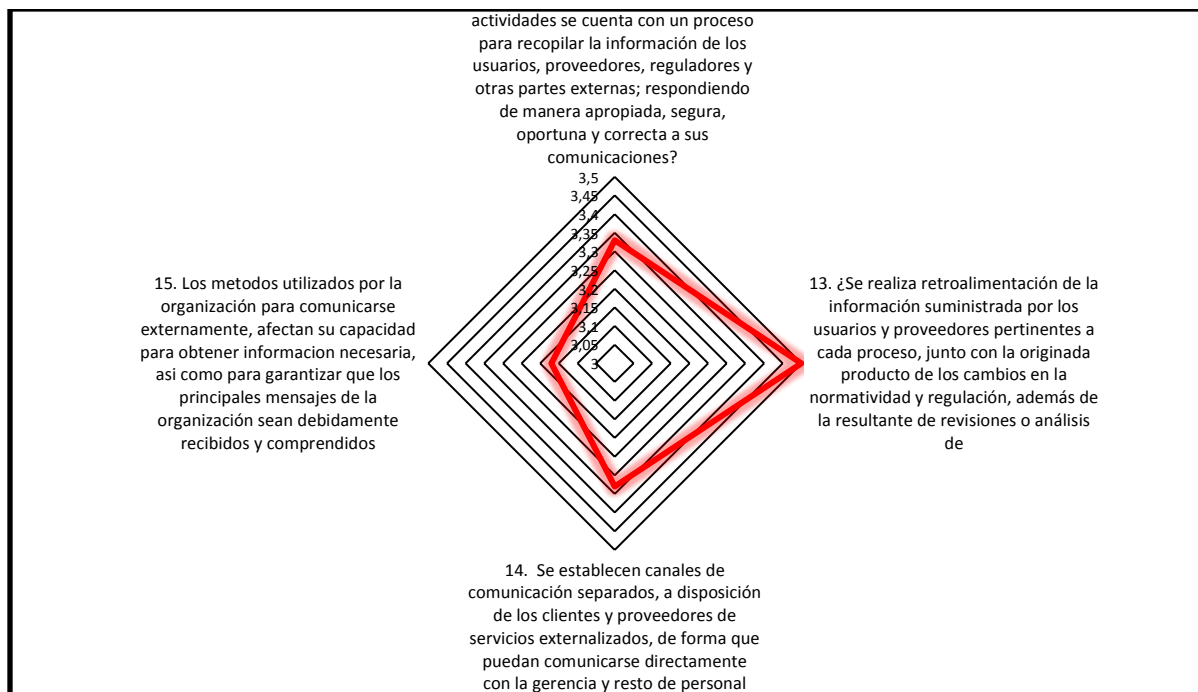 actividades se cuenta con un proceso
para recopilar la información de los
usuarios, proveedores, reguladores y
otras partes externas; respondiendo
de manera apropiada, segura,
oportuna y correcta a sus
comunicaciones?
3,5
3,45
3,4
3,35
3,3
3,25
3,2
3,15
3,1
3,05
3
15. Los metodos utilizados por la
organización para comunicarse
externamente, afectan su capacidad
para obtener informacion necesaria,
asi como para garantizar que los
principales mensajes de la
organización sean debidamente
recibidos y comprendidos
13. ¿Se realiza retroalimentación de la
información suministrada por los
usuarios y proveedores pertinentes a
cada proceso, junto con la originada
producto de los cambios en la
normatividad y regulación, además de
la resultante de revisiones o análisis
de
14. Se establecen canales de
comunicación separados, a disposición
de los clientes y proveedores de
servicios externalizados, de forma que
puedan comunicarse directamente
con la gerencia y resto de personal